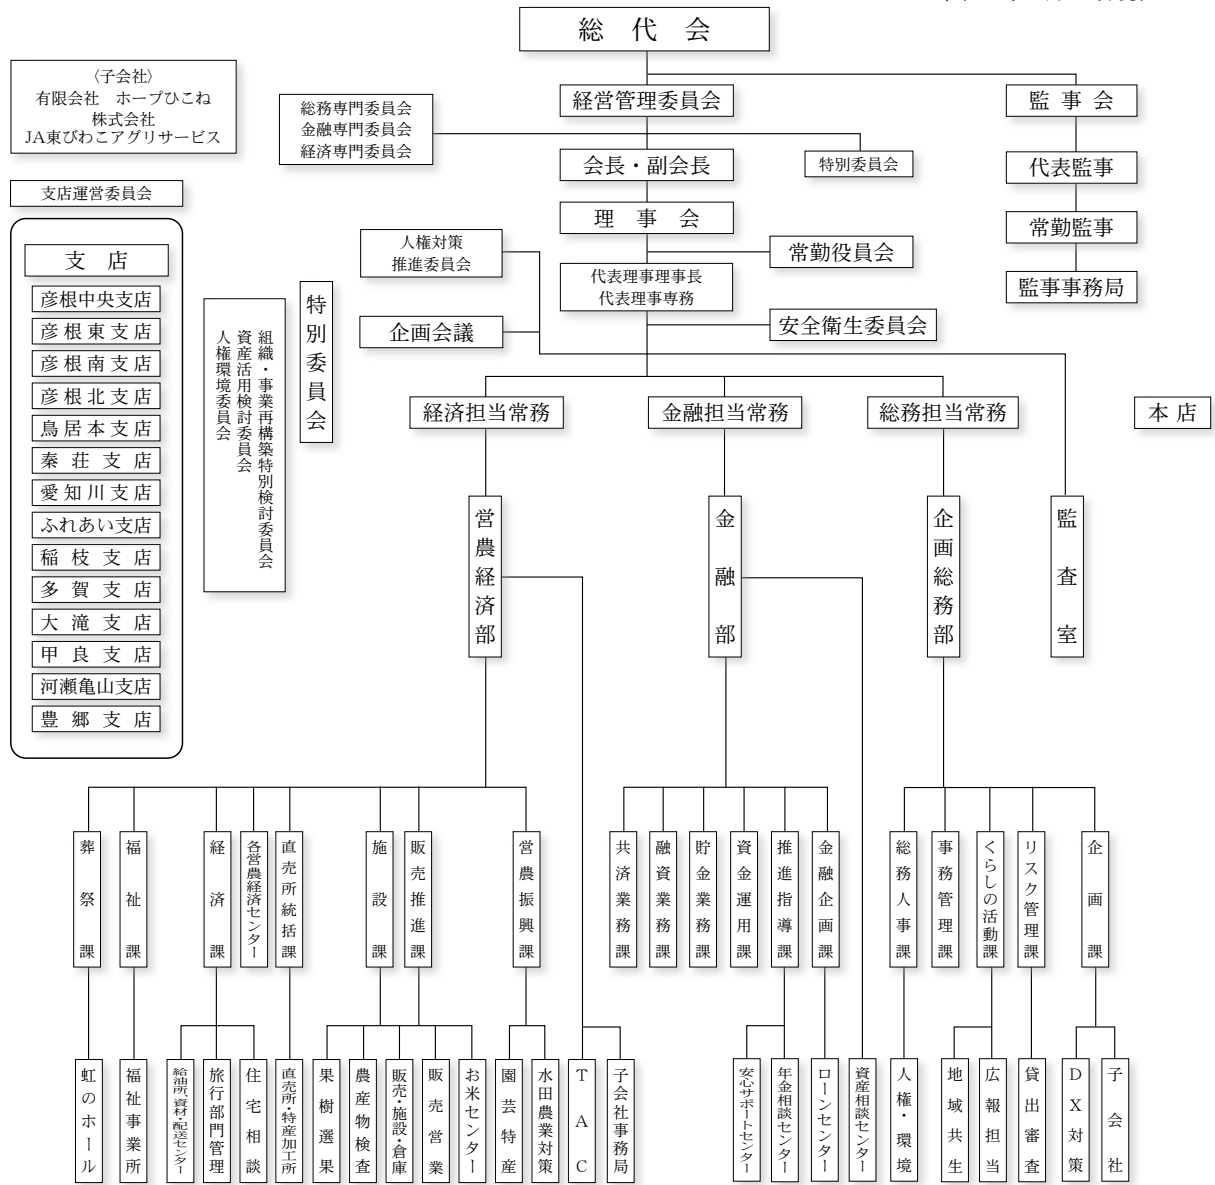 総代会
〈子会社〉
有限会社　ホープひこね
株式会社
JA東びわこアグリサービス
総務専門委員会
金融専門委員会
経済専門委員会
経営管理委員会
監事会
会長・副会長
特別委員会
代表監事
支店運営委員会
理事会
常勤監事
人権対策
推進委員会
常勤役員会
代表理事理事長
代表理事専務
監事事務局
企画会議
安全衛生委員会
支店
彦根中央支店
彦根東支店
彦根南支店
彦根北支店
鳥居本支店
秦荘支店
愛知川支店
ふれあい支店
稲枝支店
多賀支店
大滝支店
甲良支店
河瀬亀山支店
豊郷支店
特別委員会
組織・事業再構築特別検討委員会
資産活用検討委員会
人権環境委員会
経済担当常務
金融担当常務
総務担当常務
本店
営農経済部
金融部
企画総務部
監査室
葬祭課
福祉課
経済課
各営農経済センター
直売所統括課
施設課
販売推進課
営農振興課
共済業務課
融資業務課
貯金業務課
資金運用課
推進指導課
金融企画課
総務人事課
事務管理課
くらしの活動課
リスク管理課
企画課
虹のホール
福祉事業所
給油所、資材・配送センター
旅行部門管理
住宅相談
直売所・特産加工所
果樹選果
農産物検査
販売・施設・倉庫
販売営業
お米センター
園芸特産
水田農業対策
TAC
子会社事務局
安心サポートセンター
年金相談センター
ローンセンター
資産相談センター
人権・環境
地域共生
広報担当
貸出審査
DX対策
子会社